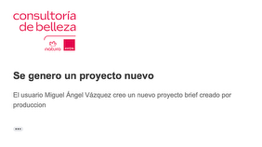 consultoría
de belleza
natura
Se genero un proyecto nuevo
El usuario Miguel Ángel Vázquez creo un nuevo proyecto brief creado por
produccion